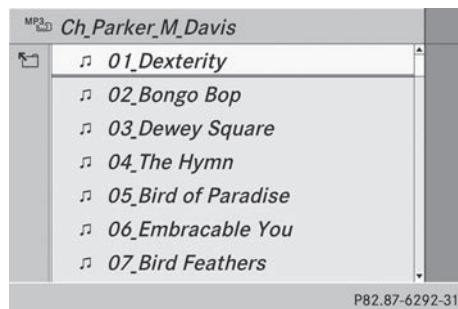 MP3 Ch_Parker_M_Davis
01_Dexterity
02_Bongo Bop
03_Dewey Square
04_The Hymn
05_Bird of Paradise
06_Embracable You
07_Bird Feathers
P82.87-6292-31